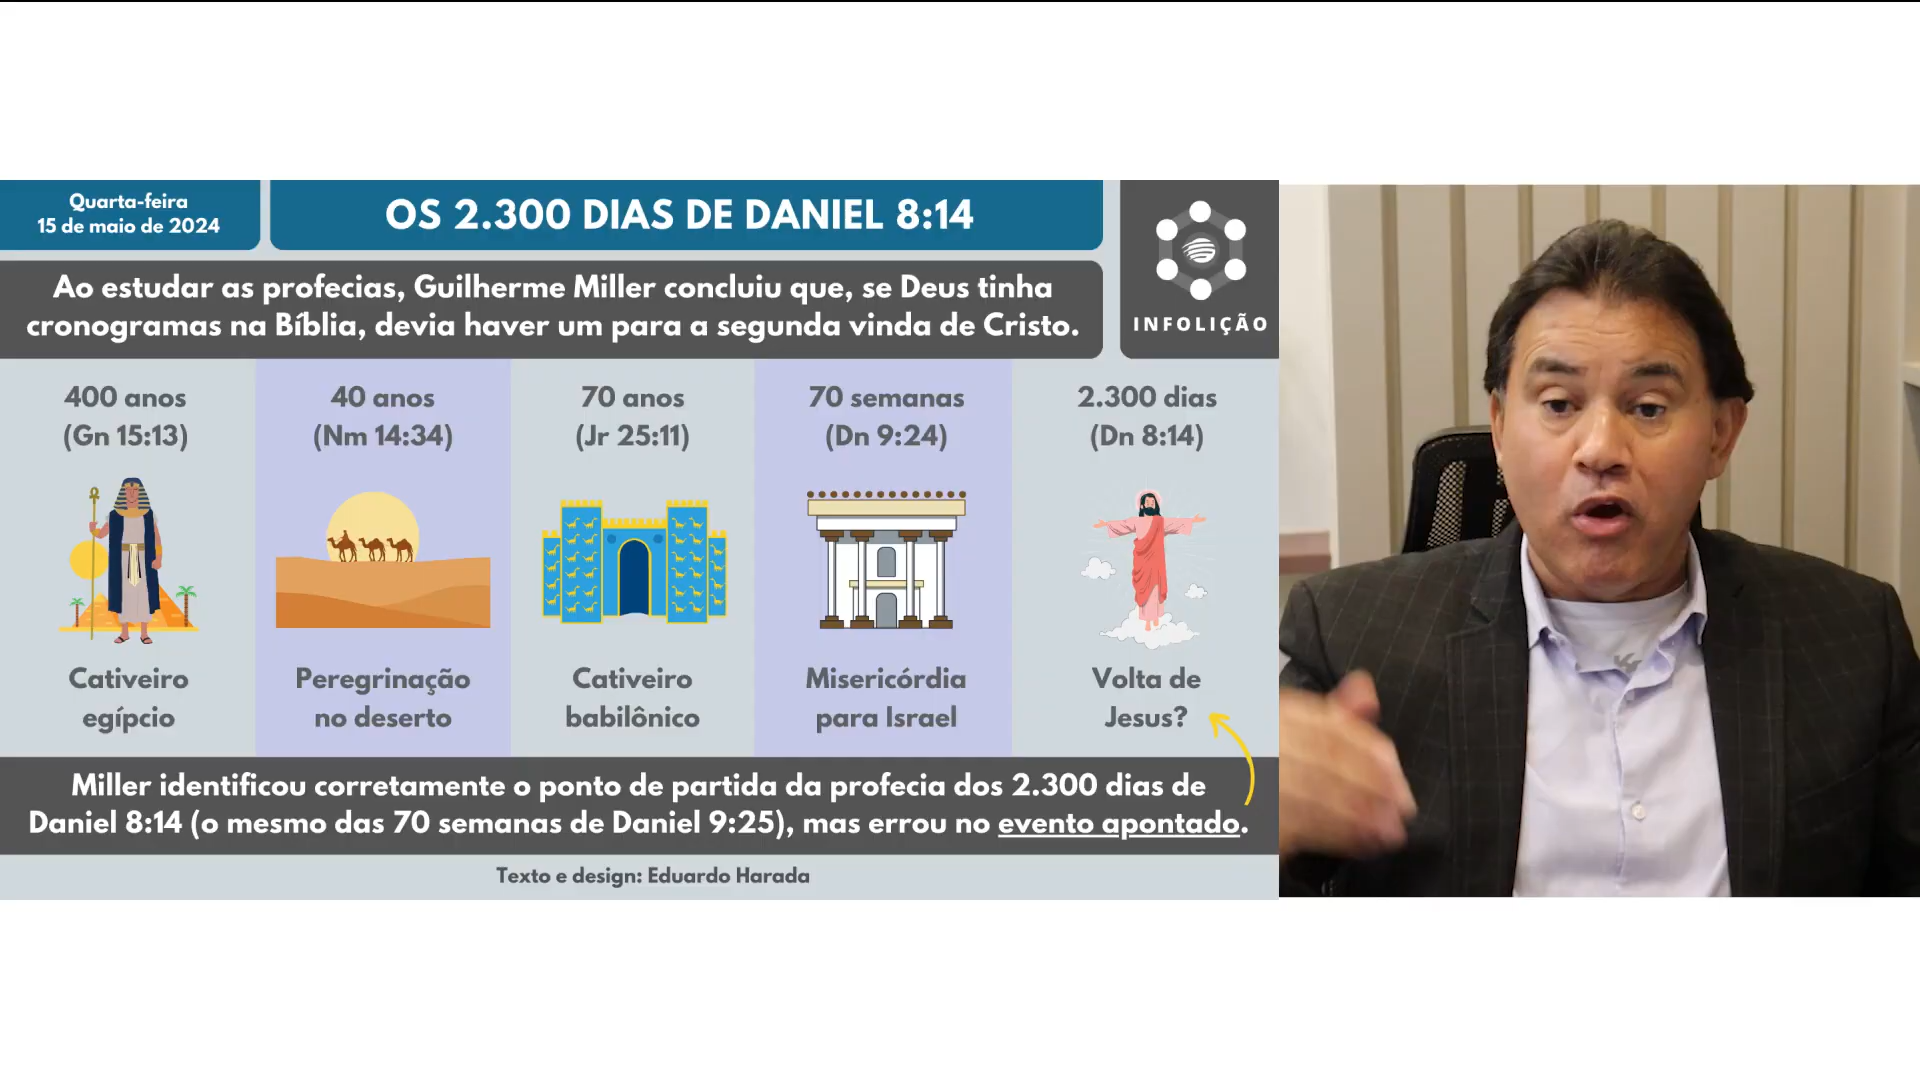 Quarta-feira
15 de maio de 2024
OS 2.300 DIAS DE DANIEL 8:14
INFOLIÇÃO
Ao estudar as profecias, Guilherme Miller concluiu que, se Deus tinha
cronogramas na Bíblia, devia haver um para a segunda vinda de Cristo.
400 anos
(Gn 15:13)
Cativeiro
egípcio
40 anos
(Nm 14:34)
Peregrinação
no deserto
70 anos
(Jr 25:11)
Cativeiro
babilônico
70 semanas
(Dn 9:24)
Misericórdia
para Israel
2.300 dias
(Dn 8:14)
Volta de
Jesus?
Miller identificou corretamente o ponto de partida da profecia dos 2.300 dias de
Daniel 8:14 (o mesmo das 70 semanas de Daniel 9:25), mas errou no evento apontado.
Texto e design: Eduardo Harada